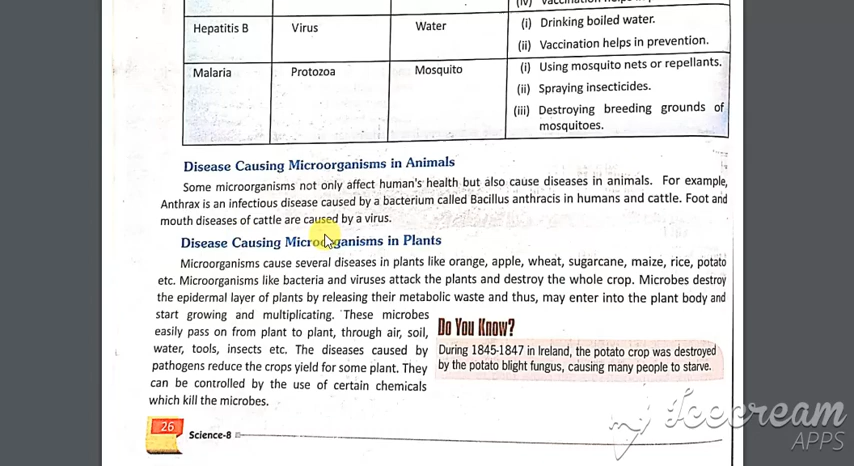 (iv) Vaccination helps in
Hepatitis B Virus Water (i) Drinking boiled water.
(ii) Vaccination helps in prevention.
Malaria Protozoa Mosquito (i) Using mosquito nets or repellants.
(ii) Spraying insecticides.
(iii) Destroying breeding grounds of
mosquitoes.
Disease Causing Microorganisms in Animals
Some microorganisms not only affect human's health but also cause diseases in animals. For example,
Anthrax is an infectious disease caused by a bacterium called Bacillus anthracis in humans and cattle. Foot and
mouth diseases of cattle are caused by a virus.
Disease Causing Microorganisms in Plants
Microorganisms cause several diseases in plants like orange, apple, wheat, sugarcane, maize, rice, potato
etc. Microorganisms like bacteria and viruses attack the plants and destroy the whole crop. Microbes destroy
the epidermal layer of plants by releasing their metabolic waste and thus, may enter into the plant body and
start growing and multiplicating. These microbes
easily pass on from plant to plant, through air, soil,
water, tools, insects etc. The diseases caused by
pathogens reduce the crops yield for some plant. They
can be controlled by the use of certain chemicals
which kill the microbes.
Do You Know?
During 1845-1847 in Ireland, the potato crop was destroyed
by the potato blight fungus, causing many people to starve.
26
Science-8
Icecream
APPS